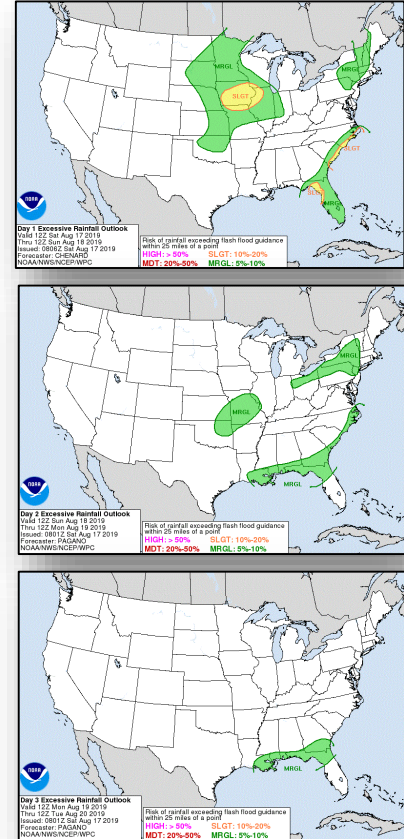 MRGL
MRGL
SLGT
SLGT
SLGT
MRGL
NOAA
Day 1 Excessive Rainfall Outlook
Valid 12Z Sat Aug 17 2019
Thru 12Z Sun Aug 18 2019
Issued: 0806Z Sat Aug 17 2019
Forecaster: CHENARD
NOAA/NWS/NCEP/WPC
Risk of rainfall exceeding flash flood guidance
within 25 miles of a point
HIGH: > 50% SLGT: 10%-20%
MDT: 20%-50% MRGL: 5%-10%
MRGL
MRGL
MRGL
NOAA
Day 2 Excessive Rainfall Outlook
Valid 12Z Sun Aug 18 2019
Thru 12Z Mon Aug 19 2019
Issued: 0801Z Sat Aug 17 2019
Forecaster: PAGANO
NOAA/NWS/NCEP/WPC
Risk of rainfall exceeding flash flood guidance
within 25 miles of a point
HIGH: > 50% SLGT: 10%-20%
MDT: 20%-50% MRGL: 5%-10%
MRGL
NOAA
Day 3 Excessive Rainfall Outlook
Valid 12Z Mon Aug 19 2019
Thru 12Z Tue Aug 20 2019
Issued: 0801Z Sat Aug 17 2019
Forecaster: PAGANO
NOAA/NWS/NCEP/WPC
Risk of rainfall exceeding flash flood guidance
within 25 miles of a point
HIGH: > 50% SLGT: 10%-20%
MDT: 20%-50% MRGL: 5%-10%